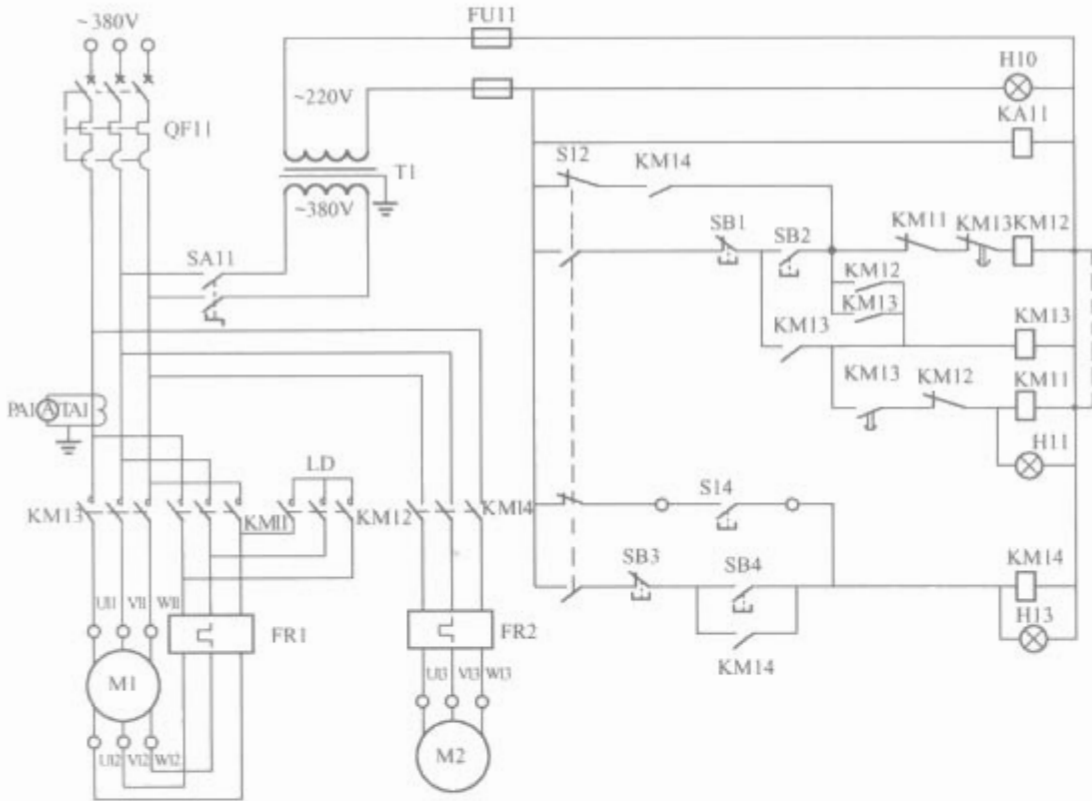 ~380V
FU11
H10
~220V
KA11
QF11
S12
KM14
T1
~380V
SB1
SB2
KM11
KM13
KM12
SA11
KM12
KM13
KM13
KM13
KM13
KM12
KM11
PA1
A
TA1
H11
LD
S14
KM13
KM11
KM12
KM14
SB3
SB4
KM14
U11
V11
W11
FR1
FR2
H13
KM14
U13
V13
W13
M1
M2
U12
V12
W12